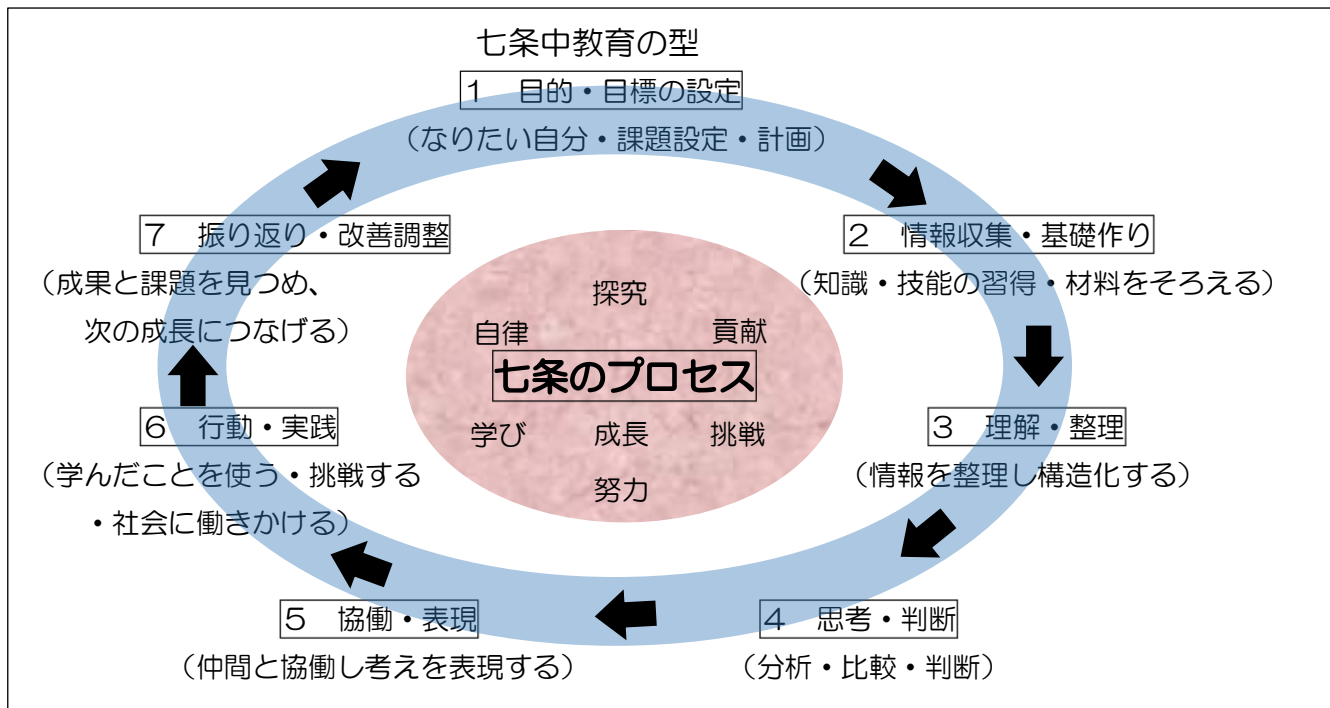 七条中教育の型
１　目的・目標の設定
（なりたい自分・課題設定・計画）
２　情報収集・基礎作り
（知識・技能の習得・材料をそろえる）
３　理解・整理
（情報を整理し構造化する）
４　思考・判断
（分析・比較・判断）
５　協働・表現
（仲間と協働し考えを表現する）
６　行動・実践
（学んだことを使う・挑戦する
・社会に働きかける）
７　振り返り・改善調整
（成果と課題を見つめ、
次の成長につなげる）
探究
自律　貢献
七条のプロセス
学び　成長　挑戦
努力